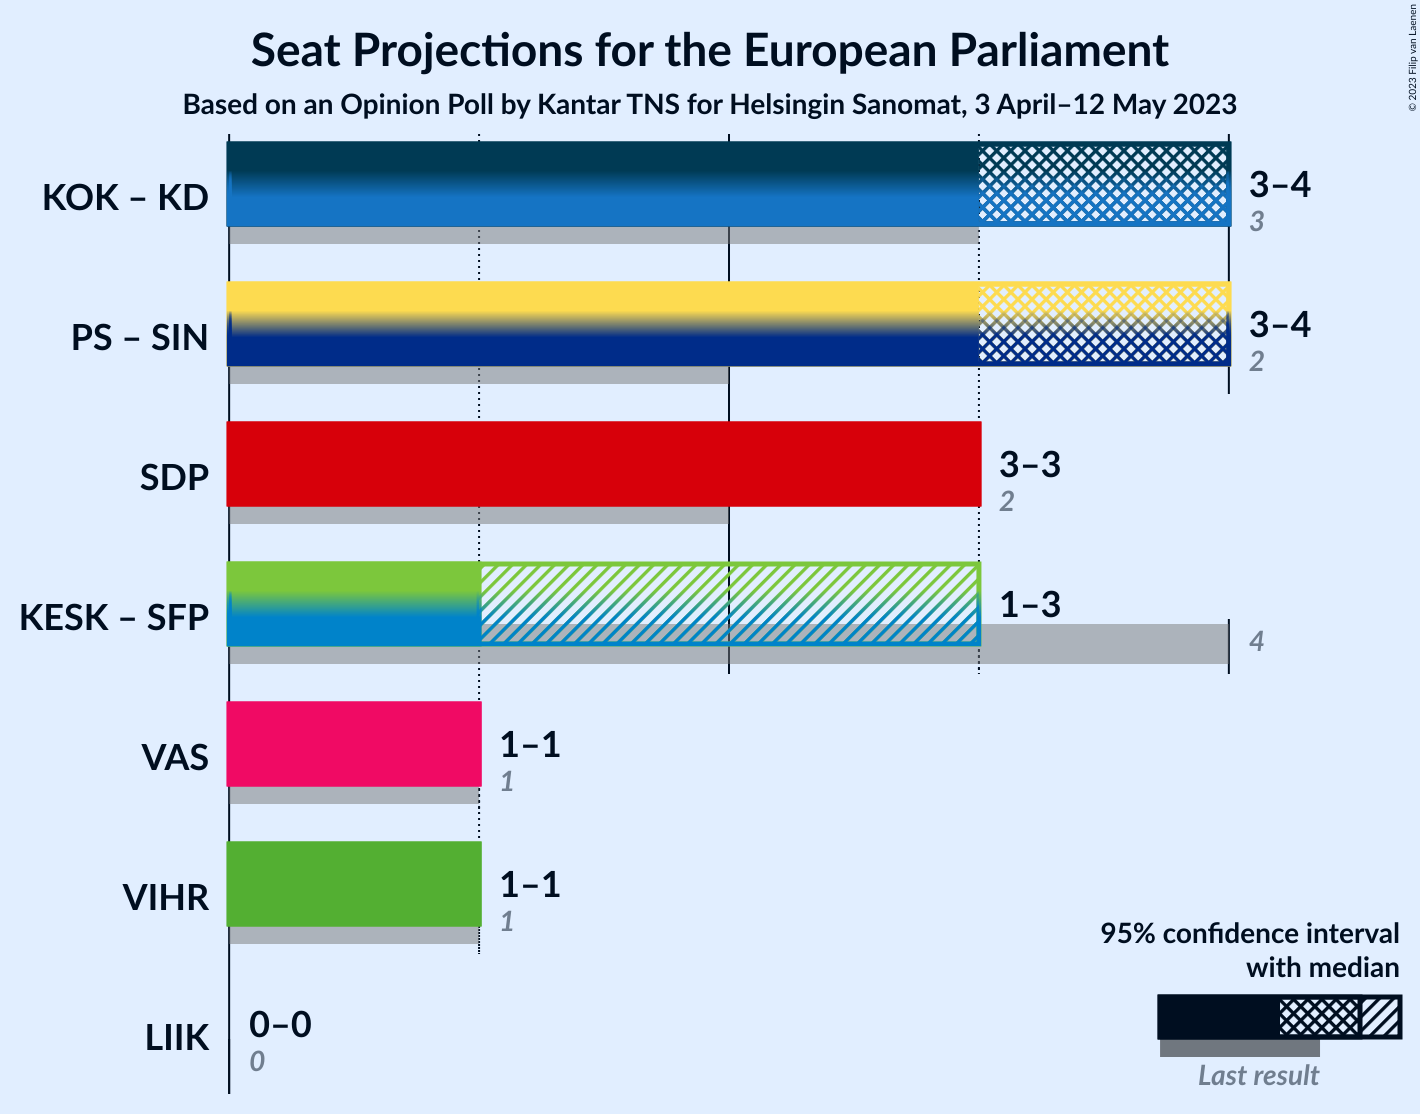 Seat Projections for the European Parliament
Based on an Opinion Poll by Kantar TNS for Helsingin Sanomat, 3 April–12 May 2023
© 2023 Filip van Laenen
KOK – KD
3–4
3
PS – SIN
3–4
2
SDP
3–3
2
KESK – SFP
1–3
4
VAS
1–1
1
VIHR
1–1
1
LIIK
0–0
0
95% confidence interval
with median
Last result